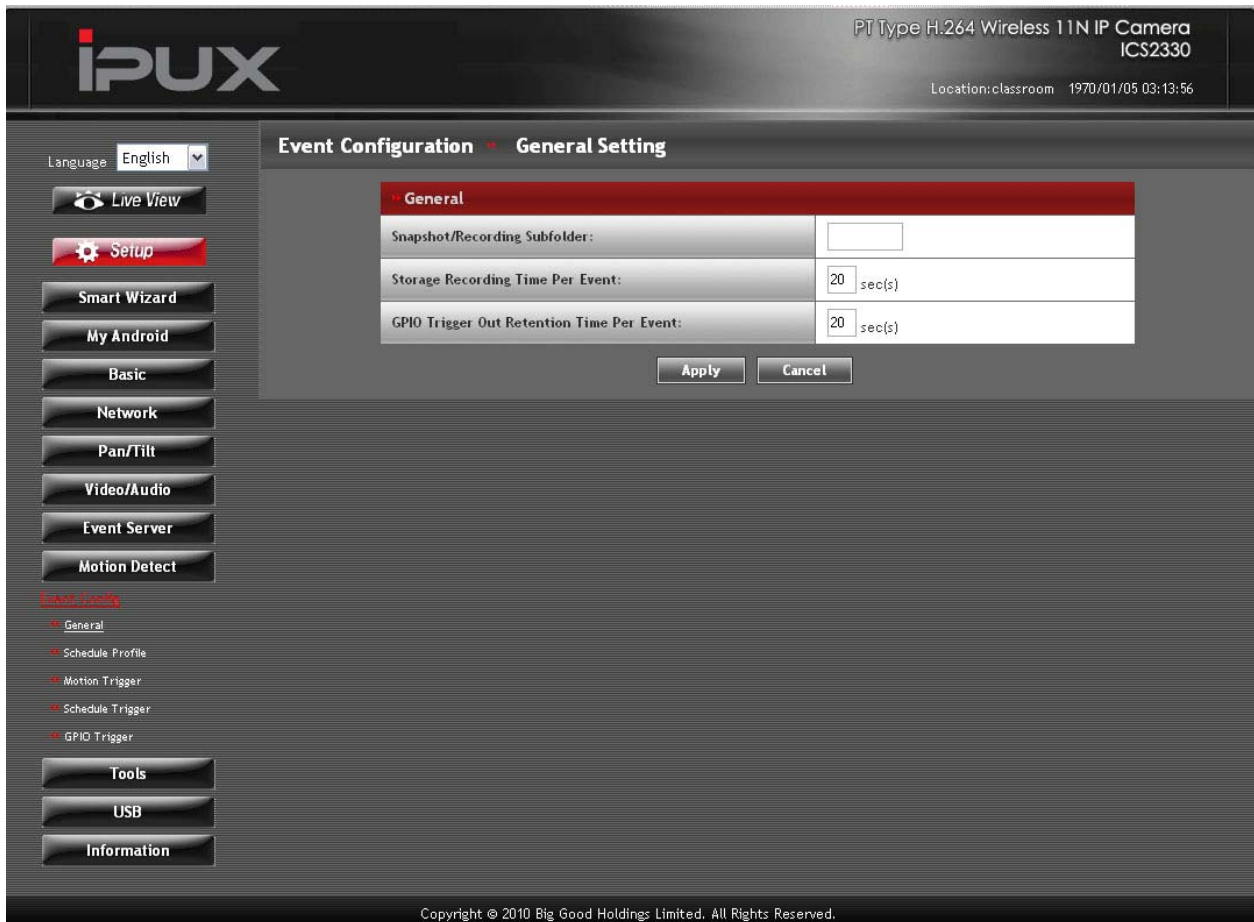 iPUX
PT Type H.264 Wireless 11N IP Camera
ICS2330
Location:classroom 1970/01/05 03:13:56
Language English
Live View
Setup
Smart Wizard
My Android
Basic
Network
Pan/Tilt
Video/Audio
Event Server
Motion Detect
Event Config
General
Schedule Profile
Motion Trigger
Schedule Trigger
GPIO Trigger
Tools
USB
Information
Event Configuration » General Setting
» General
Snapshot/Recording Subfolder:
Storage Recording Time Per Event: 20 sec(s)
GPIO Trigger Out Retention Time Per Event: 20 sec(s)
Apply Cancel
Copyright © 2010 Big Good Holdings Limited. All Rights Reserved.